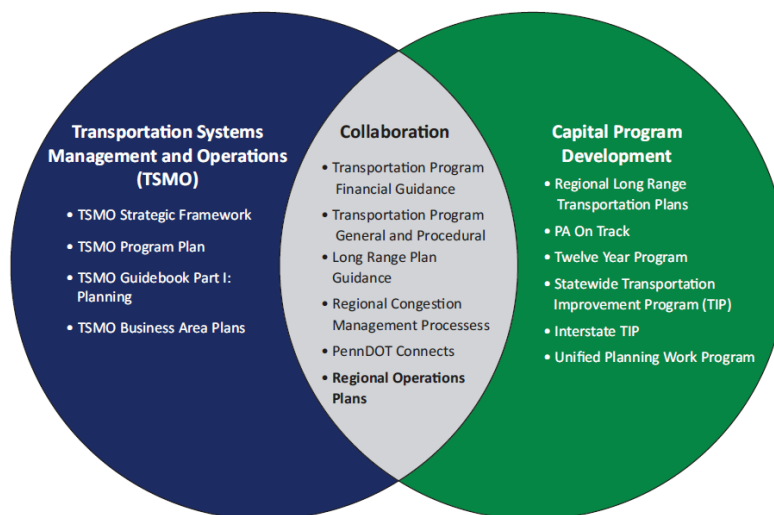 Transportation Systems
Management and Operations
(TSMO)
• TSMO Strategic Framework
• TSMO Program Plan
• TSMO Guidebook Part I:
Planning
• TSMO Business Area Plans
Collaboration
• Transportation Program
Financial Guidance
• Transportation Program
General and Procedural
• Long Range Plan
Guidance
• Regional Congestion
Management Processess
• PennDOT Connects
• Regional Operations
Plans
Capital Program
Development
• Regional Long Range
Transportation Plans
• PA On Track
• Twelve Year Program
• Statewide Transportation
Improvement Program (TIP)
• Interstate TIP
• Unified Planning Work Program